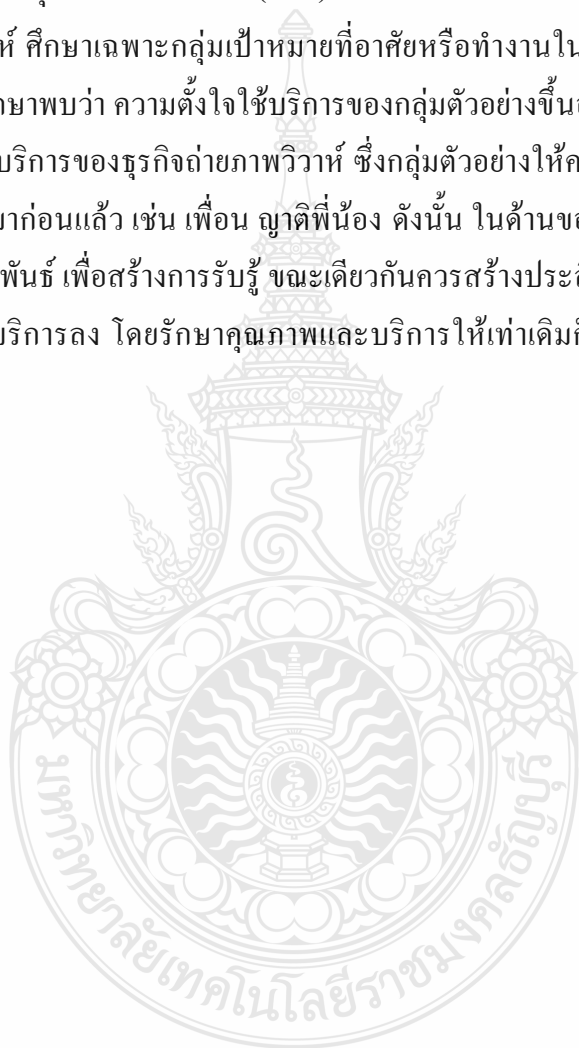 ห์ ศึกษาเฉพาะกลุ่มเป้าหมายที่อาศัยหรือทำงานใน
ษาพบว่า ความตั้งใจใช้บริการของกลุ่มตัวอย่างขึ้น
บริการของธุรกิจถ่ายภาพวิวาห์ ซึ่งกลุ่มตัวอย่างให้ค
มาก่อนแล้ว เช่น เพื่อน ญาติพี่น้อง ดังนั้น ในด้านขอ
พันธ์ เพื่อสร้างการรับรู้ ขณะเดียวกันควรสร้างประสิ
บริการลง โดยรักษาคุณภาพและบริการให้เท่าเดิม
มหาวิทยาลัยเทคโนโลยีราชมงคลธัญบุรี